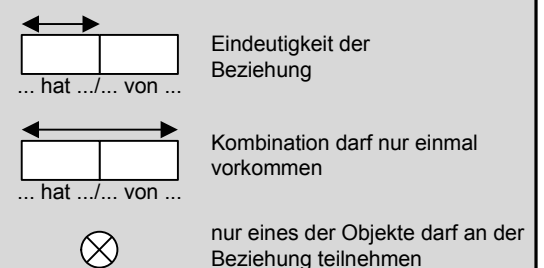 Eindeutigkeit der
Beziehung
... hat .../... von ...
Kombination darf nur einmal
vorkommen
... hat .../... von ...
nur eines der Objekte darf an der
Beziehung teilnehmen